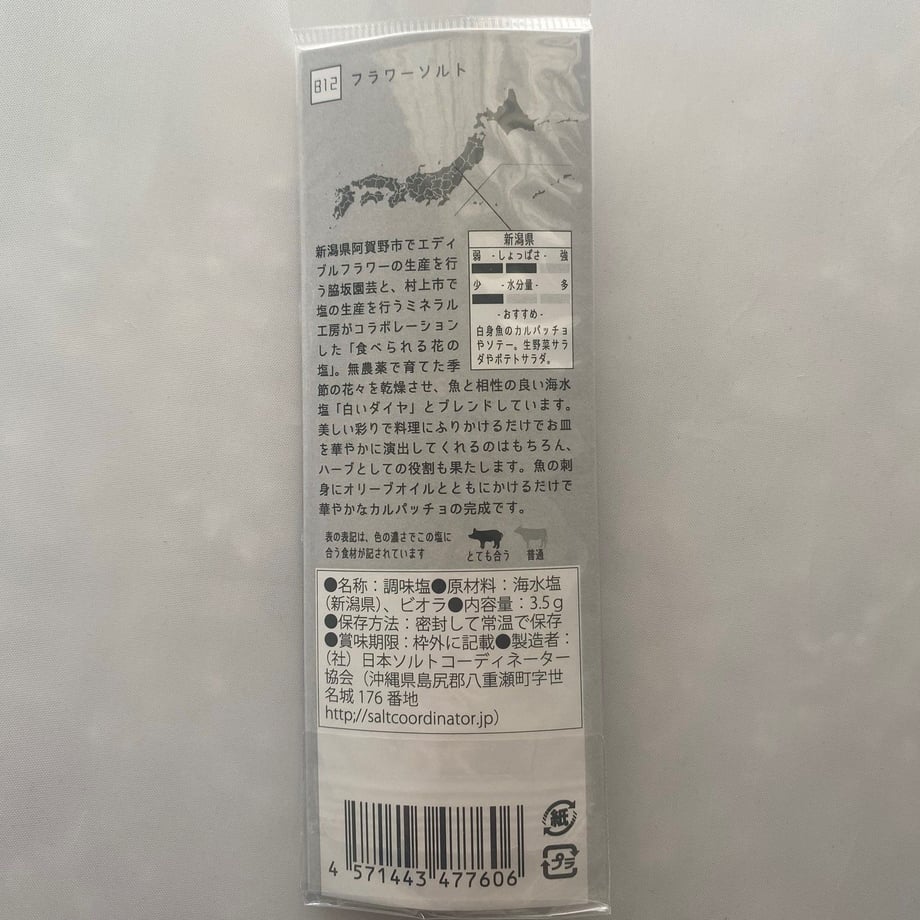 812 フラワーソルト
新潟県
弱 -しょっぱさ- 強
少 -水分量- 多
-おすすめ-
白身魚のカルパッチョ
やソテー。生野菜サラ
ダやポテトサラダ。
新潟県阿賀野市でエディ
ブルフラワーの生産を行
う脇坂園芸と、村上市で
塩の生産を行うミネラル
工房がコラボレーション
した「食べられる花の
塩」。無農薬で育てた季
節の花々を乾燥させ、魚と相性の良い海水
塩「白いダイヤ」とブレンドしています。
美しい彩りで料理にふりかけるだけでお皿
を華やかに演出してくれるのはもちろん、
ハーブとしての役割も果たします。魚の刺
身にオリーブオイルとともにかけるだけで
華やかなカルパッチョの完成です。
表の表記は、色の濃さでこの塩に
合う食材が記されています
とても合う 普通
●名称：調味塩●原材料：海水塩
（新潟県）、ビオラ●内容量：3.5g
●保存方法：密封して常温で保存
●賞味期限：枠外に記載●製造者：
（社）日本ソルトコーディネーター
協会（沖縄県島尻郡八重瀬町字世
名城 176 番地
http;/saltcoordinator.jp）
紙
プラ
4 571443 477606